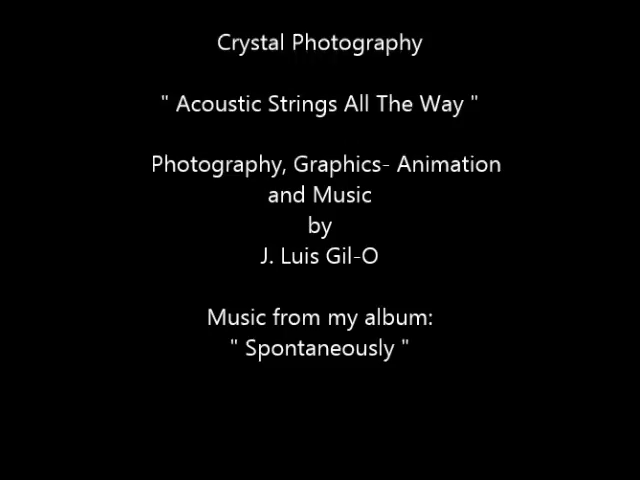 Crystal Photography
" Acoustic Strings All The Way "
Photography, Graphics- Animation
and Music
by
J. Luis Gil-O
Music from my album:
" Spontaneously "